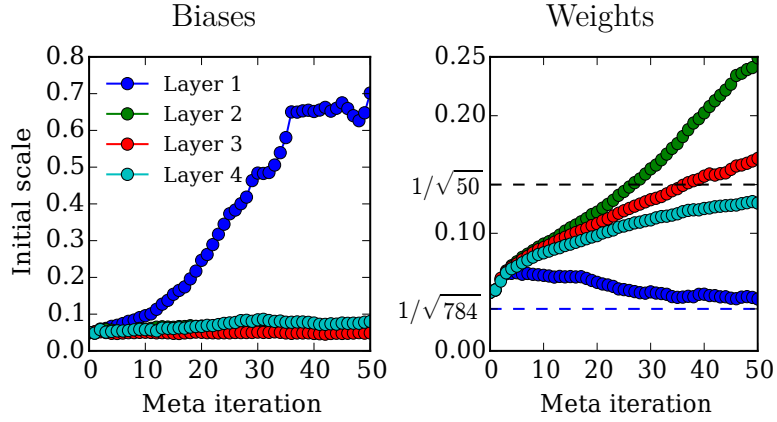 Biases
Initial scale
0.8
0.7
0.6
0.5
0.4
0.3
0.2
0.1
0.0
Layer 1
Layer 2
Layer 3
Layer 4
0 10 20 30 40 50
Meta iteration
Weights
0.25
0.20
1/√50
0.10
1/√784
0.00
0 10 20 30 40 50
Meta iteration